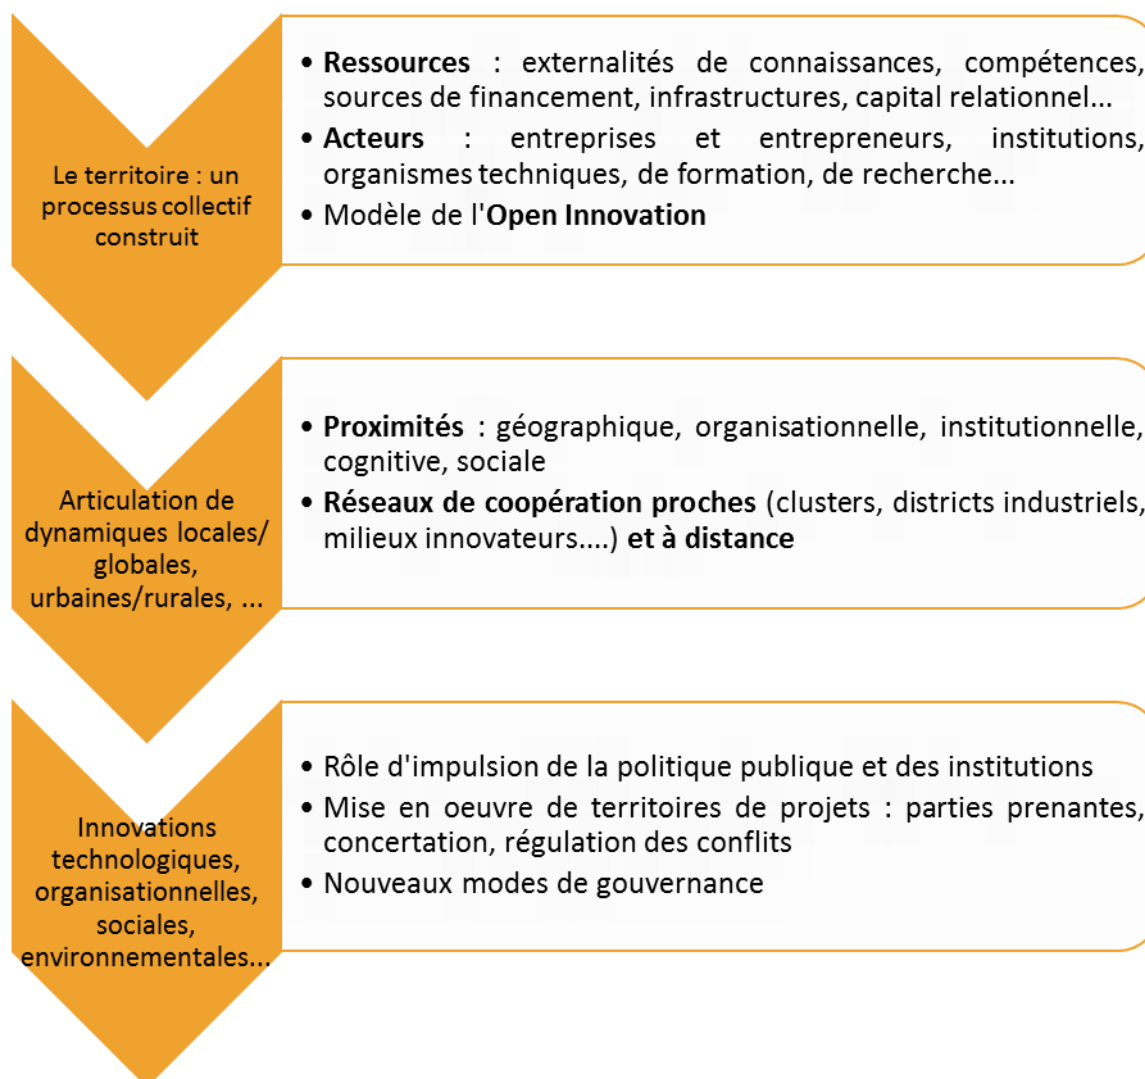 Le territoire : un
processus collectif
construit
• Ressources : externalités de connaissances, compétences,
sources de financement, infrastructures, capital relationnel...
• Acteurs : entreprises et entrepreneurs, institutions,
organismes techniques, de formation, de recherche...
• Modèle de l'Open Innovation
Articulation de
dynamiques locales/
globales,
urbaines/rurales, ...
• Proximités : géographique, organisationnelle, institutionnelle,
cognitive, sociale
• Réseaux de coopération proches (clusters, districts industriels,
milieux innovateurs....) et à distance
Innovations
technologiques,
organisationnelles,
sociales,
environnementales...
• Rôle d'impulsion de la politique publique et des institutions
• Mise en oeuvre de territoires de projets : parties prenantes,
concertation, régulation des conflits
• Nouveaux modes de gouvernance